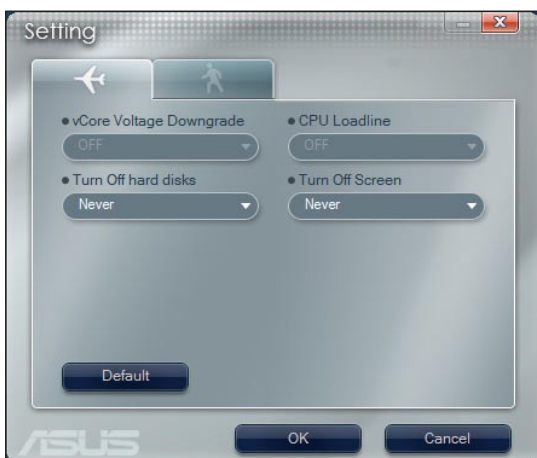 Setting
vCore Voltage Downgrade
CPU Loadline
OFF
OFF
Turn Off hard disks
Turn Off Screen
Never
Never
Default
ASUS
OK
Cancel